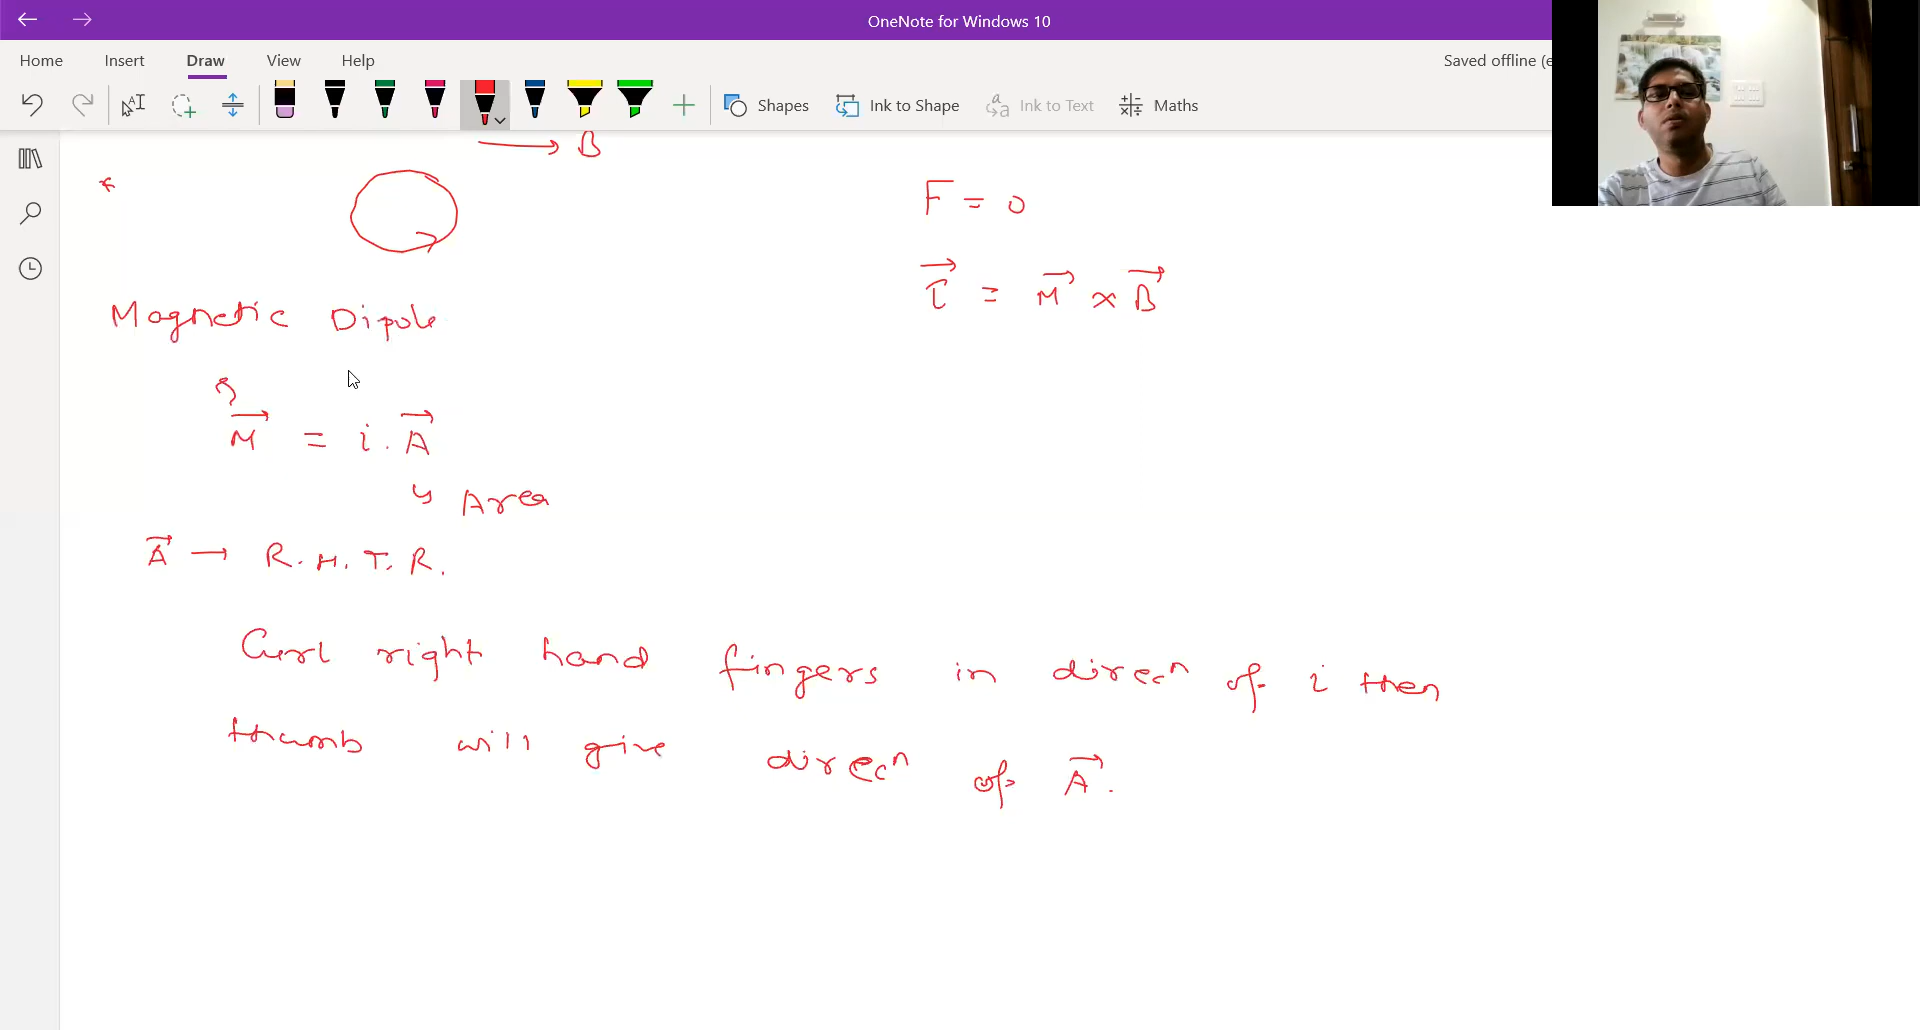 OneNote for Windows 10
Home Insert Draw View Help
Saved offline (e
Shapes Ink to Shape Ink to Text Maths
B
*
F = 0
τ⃗ = M⃗ × B⃗
Magnetic Dipole
M⃗ = i . A⃗
↳ Area
A⃗ → R.H.T.R.
Curl right hand fingers in direcⁿ of i then
thumb will give direcⁿ of A⃗.